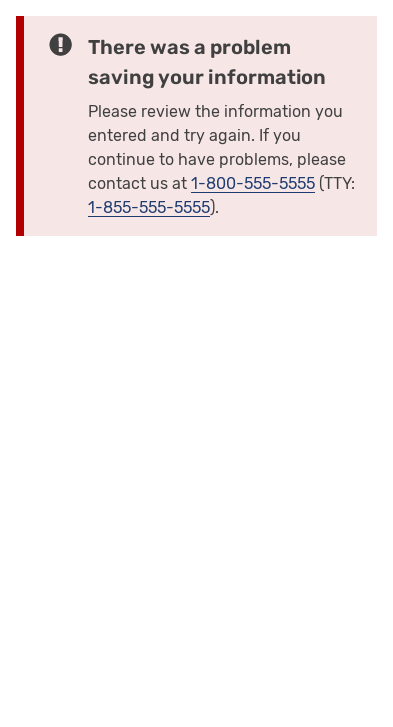 There was a problem
saving your information
Please review the information you
entered and try again. If you
continue to have problems, please
contact us at 1-800-555-5555 (TTY:
1-855-555-5555).